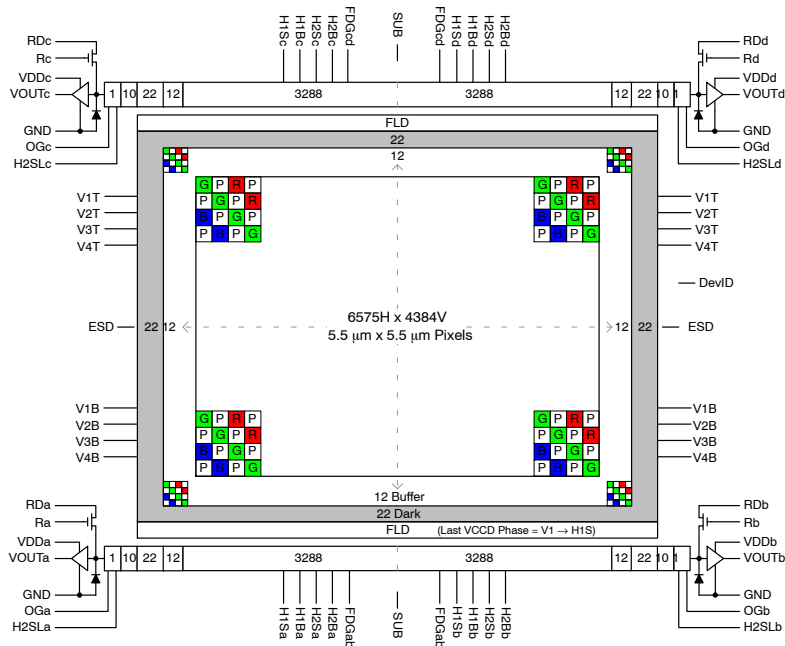 H1Sc
H1Bc
H2Sc
H2Bc
FDGcd
SUB
FDGcd
H1Sd
H1Bd
H2Sd
H2Bd
RDc
Rc
VDDc
VOUTc
GND
OGc
H2SLc
1 10 22 12 3288 3288 12 22 10 1
RDd
Rd
VDDd
VOUTd
GND
OGd
H2SLd
FLD
22
12
G P R P
P G P R
B P G P
P B P G
G P R P
P G P R
B P G P
P B P G
V1T
V2T
V3T
V4T
V1T
V2T
V3T
V4T
DevID
ESD
22 12
6575H x 4384V
5.5 µm x 5.5 µm Pixels
12 22
ESD
V1B
V2B
V3B
V4B
G P R P
P G P R
B P G P
P B P G
G P R P
P G P R
B P G P
P B P G
V1B
V2B
V3B
V4B
12 Buffer
22 Dark
FLD (Last VCCD Phase = V1 → H1S)
RDa
Ra
VDDa
VOUTa
GND
OGa
H2SLa
1 10 22 12 3288 3288 12 22 10 1
RDb
Rb
VDDb
VOUTb
GND
OGb
H2SLb
H1Sa
H1Ba
H2Sa
H2Ba
FDGab
SUB
FDGab
H1Sb
H1Bb
H2Sb
H2Bb